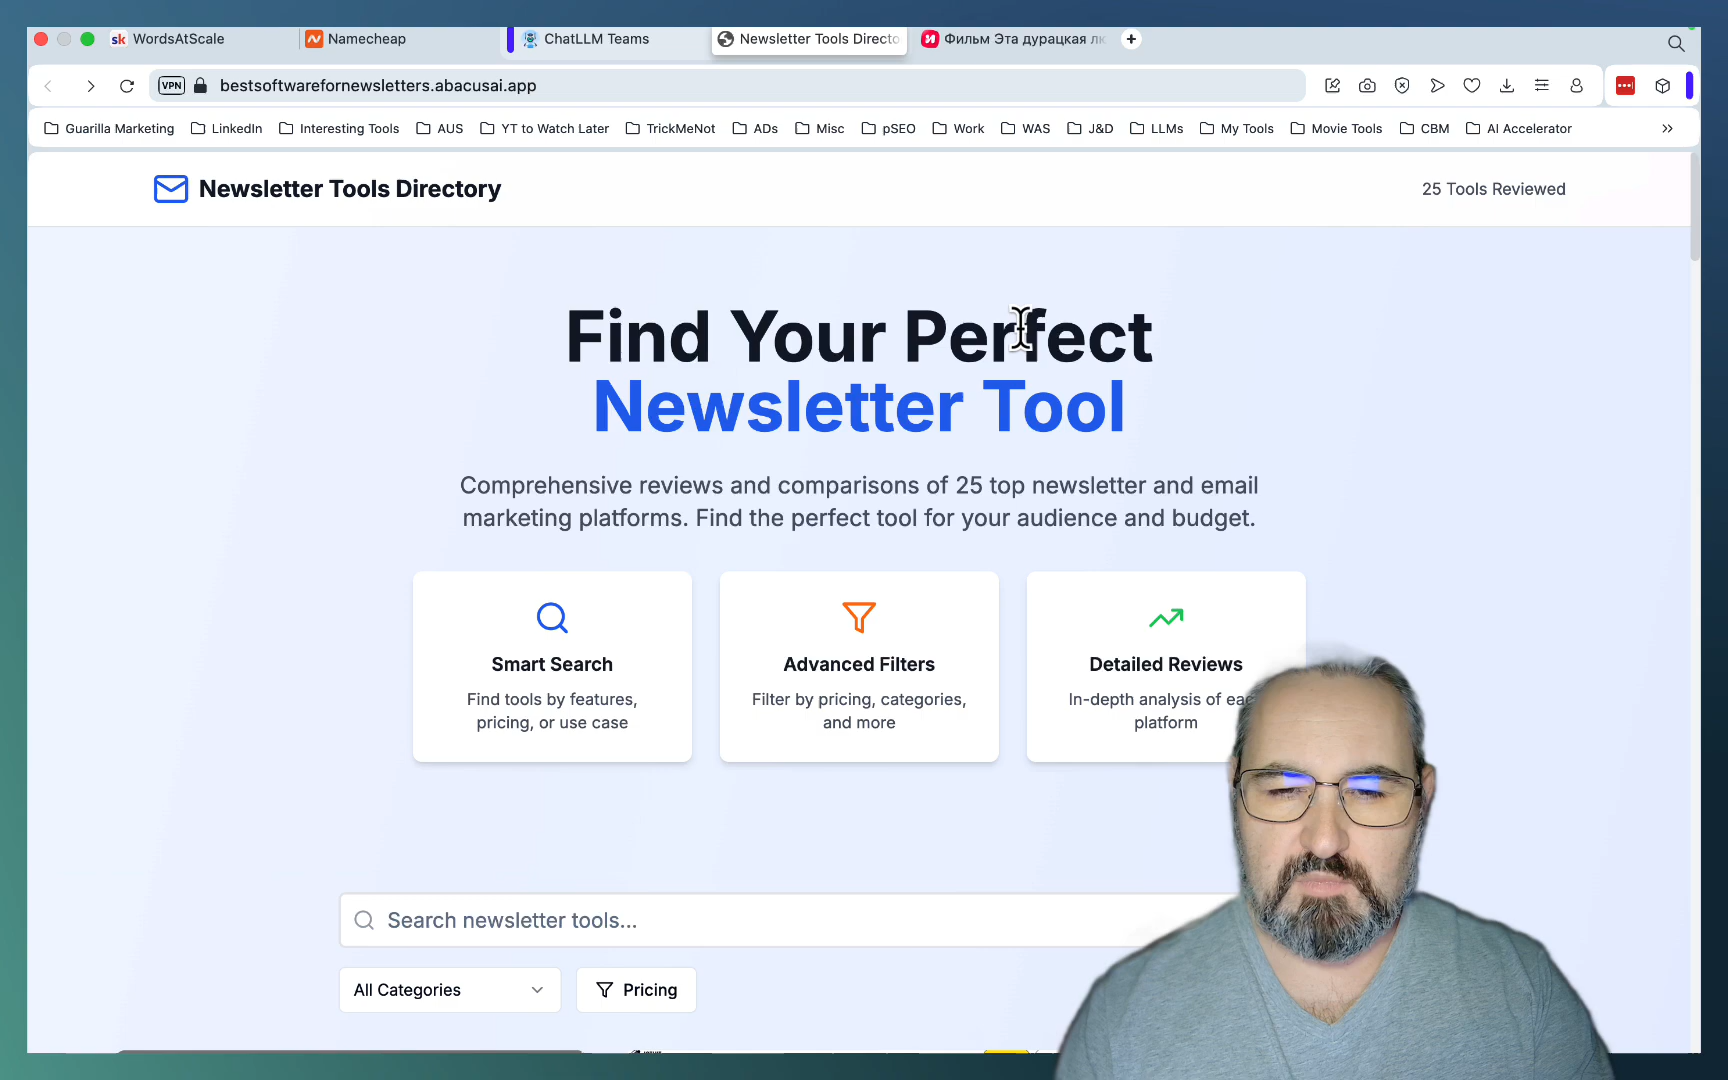 WordsAtScale
Namecheap
ChatLLM Teams
Newsletter Tools Directo
Фильм Эта дурацкая лю
VPN
bestsoftwarefornewsletters.abacusai.app
Guarilla Marketing
LinkedIn
Interesting Tools
AUS
YT to Watch Later
TrickMeNot
ADs
Misc
pSEO
Work
WAS
J&D
LLMs
My Tools
Movie Tools
CBM
AI Accelerator
Newsletter Tools Directory
25 Tools Reviewed
Find Your Perfect
Newsletter Tool
Comprehensive reviews and comparisons of 25 top newsletter and email
marketing platforms. Find the perfect tool for your audience and budget.
Smart Search
Find tools by features,
pricing, or use case
Advanced Filters
Filter by pricing, categories,
and more
Detailed Reviews
In-depth analysis of eac
platform
Search newsletter tools...
All Categories
Pricing